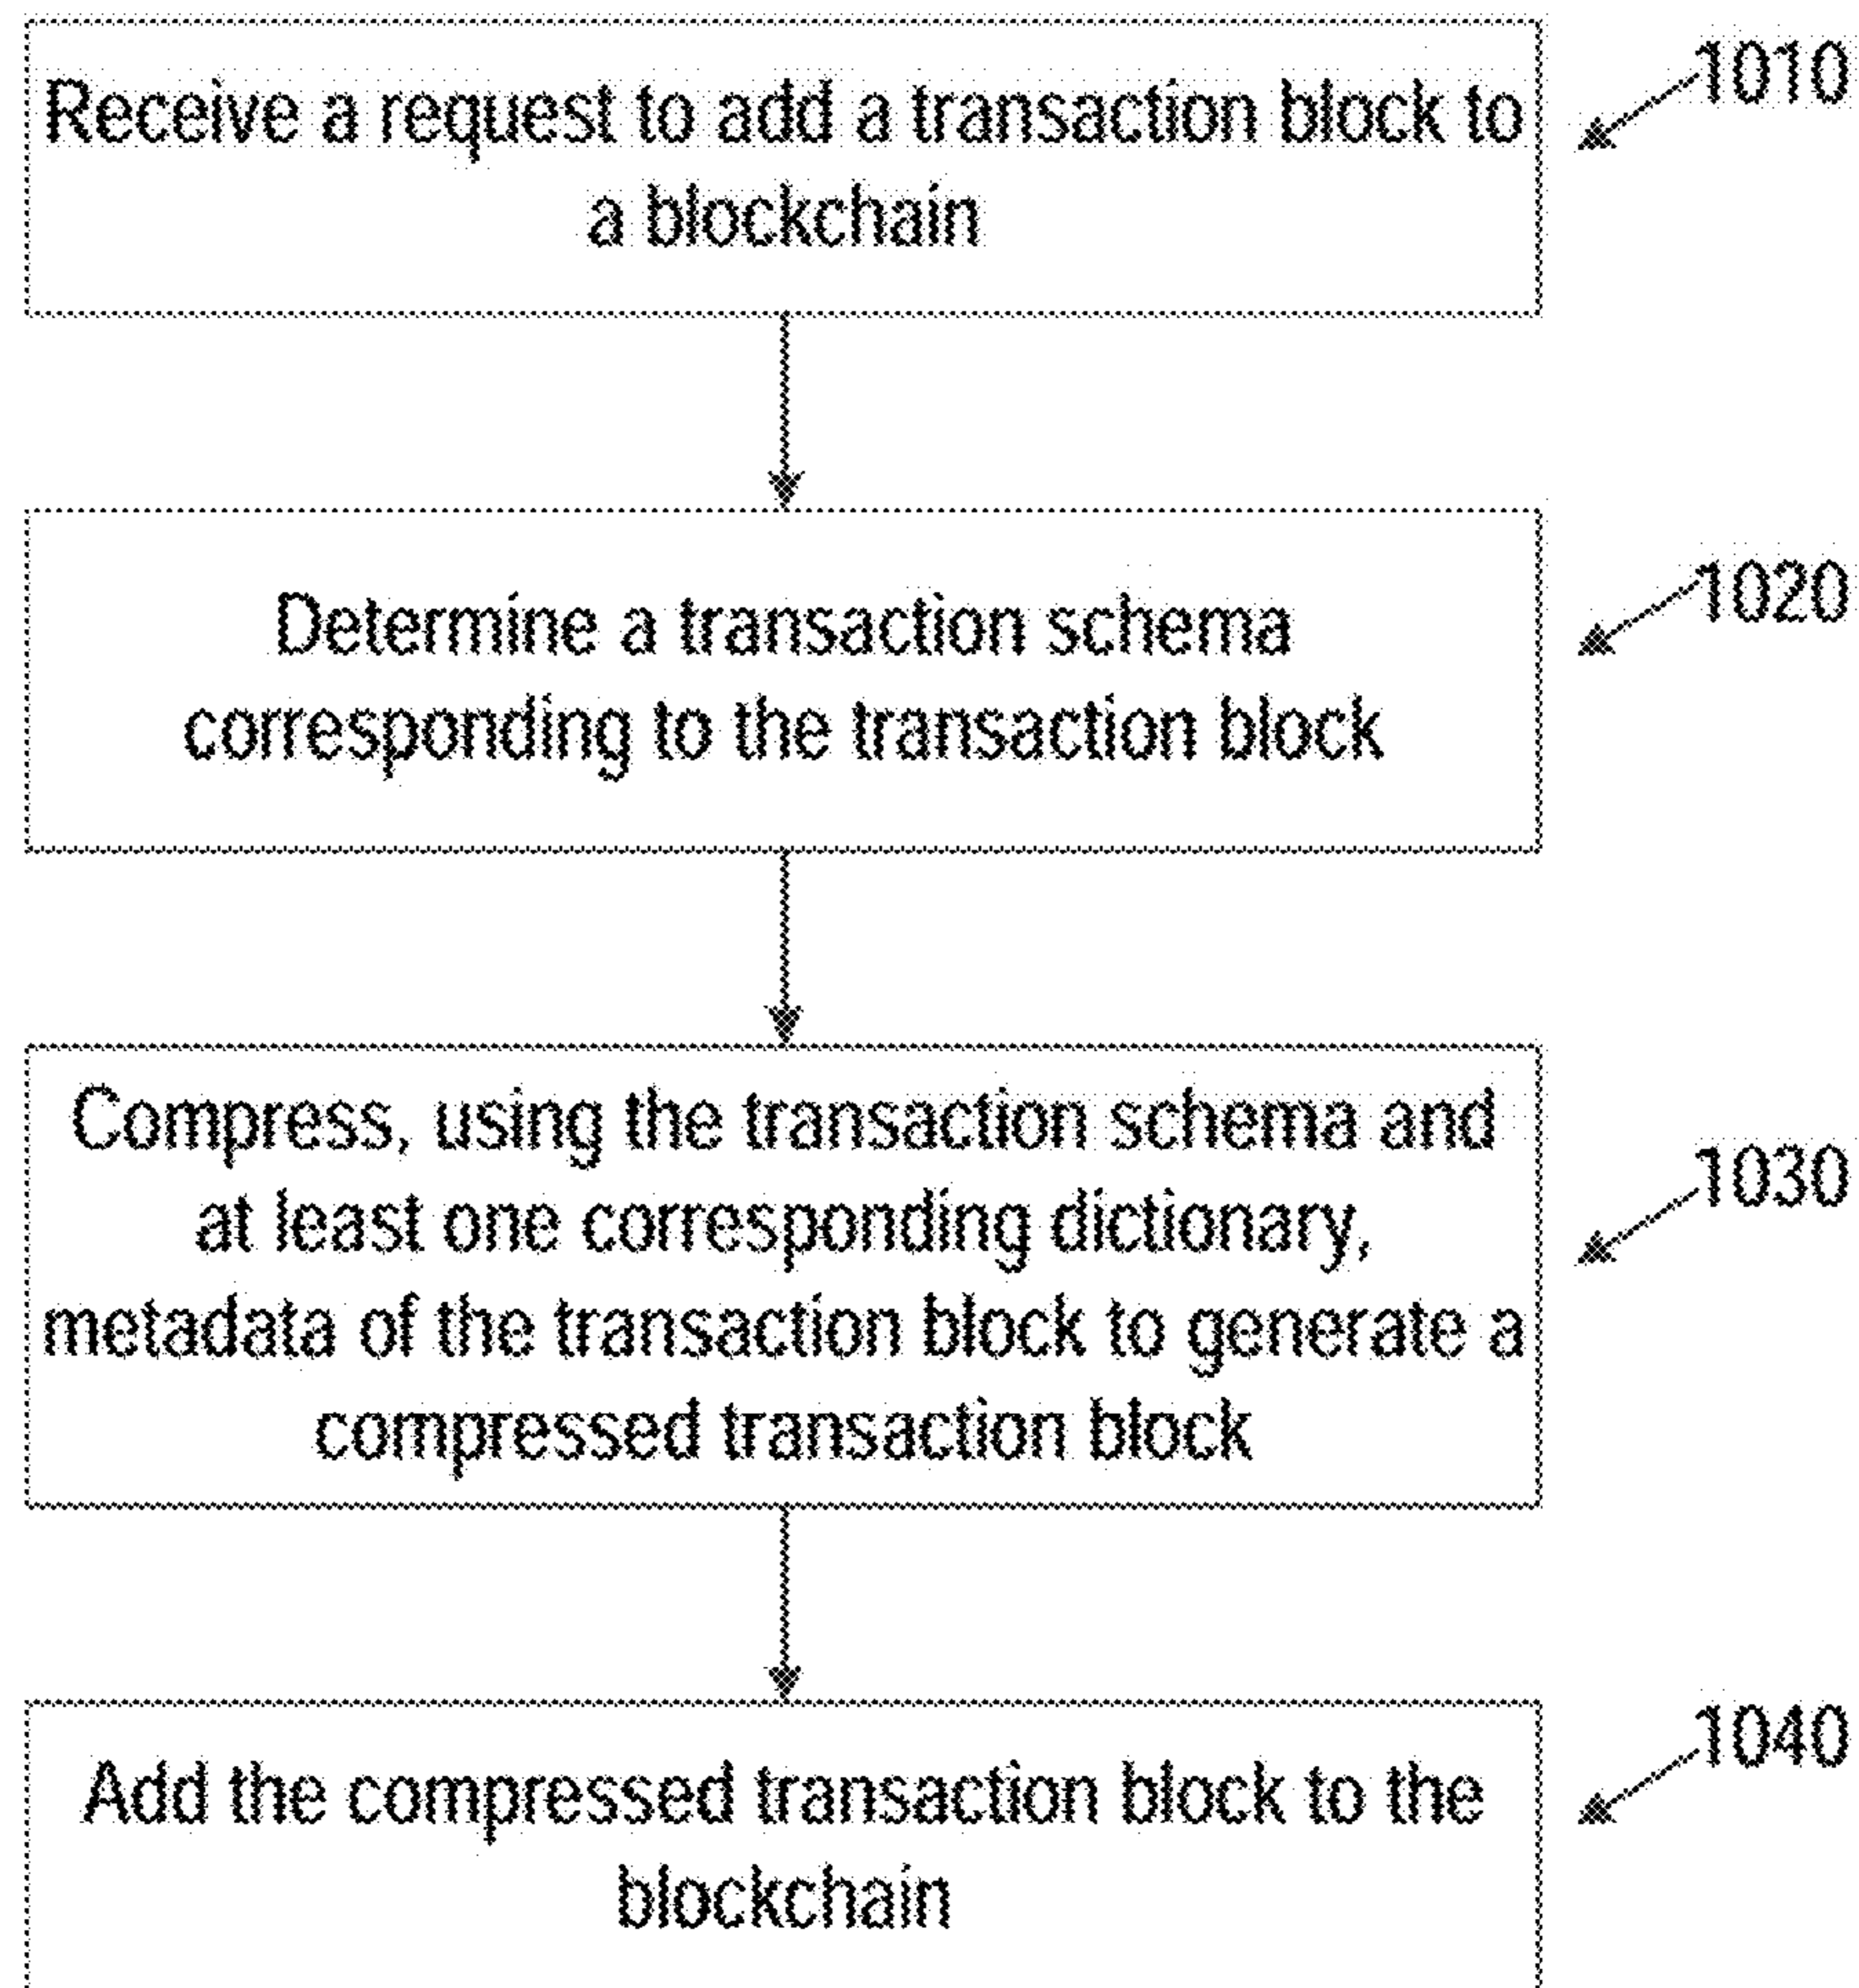 Receive a request to add a transaction block to
a blockchain
1010
Determine a transaction schema
corresponding to the transaction block
1020
Compress, using the transaction schema and
at least one corresponding dictionary,
metadata of the transaction block to generate a
compressed transaction block
1030
Add the compressed transaction block to the
blockchain
1040